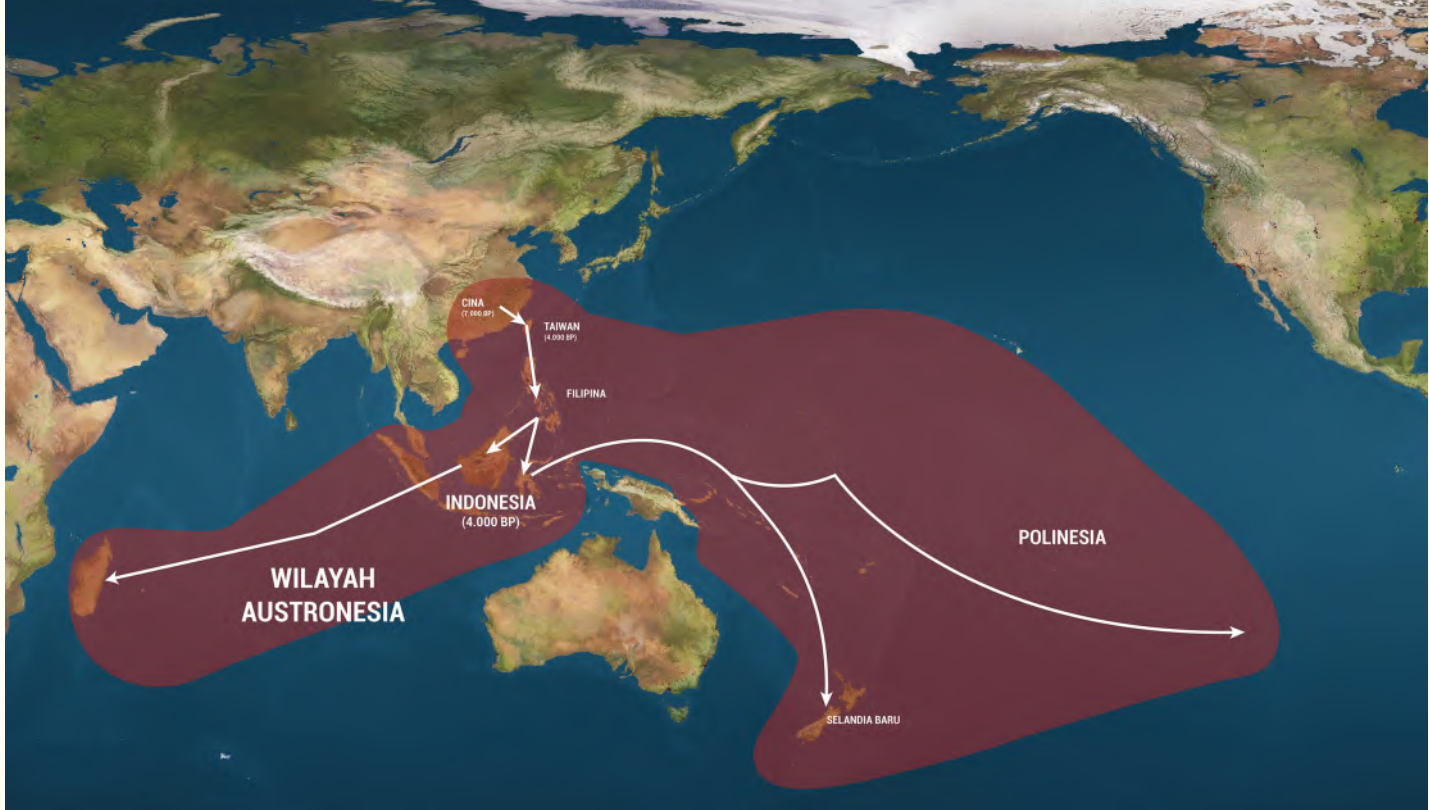 CINA
(7.000 BP)
TAIWAN
(4.000 BP)
FILIPINA
INDONESIA
(4.000 BP)
POLINESIA
WILAYAH
AUSTRONESIA
SELANDIA BARU